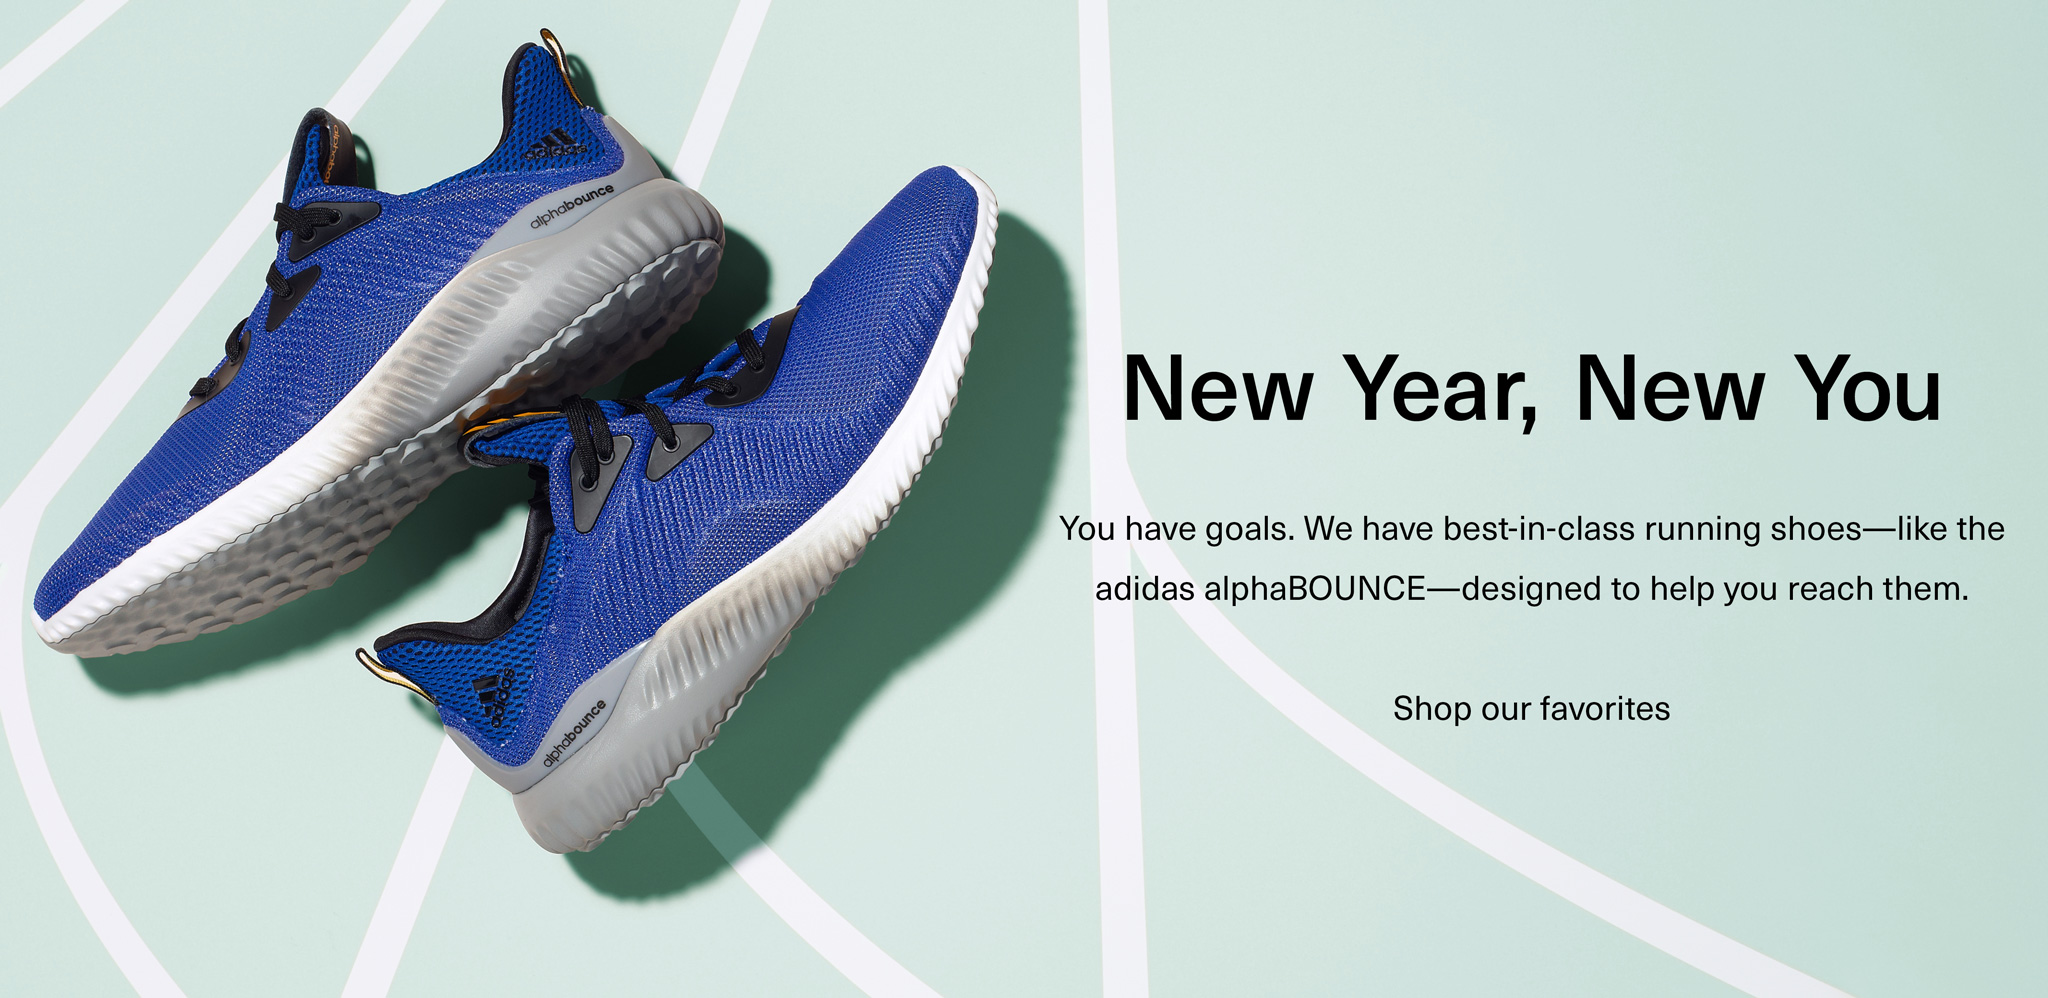 adidas
alphabounce
New Year, New You
You have goals. We have best-in-class running shoes—like the
adidas alphaBOUNCE—designed to help you reach them.
Shop our favorites
adidas
alphabounce